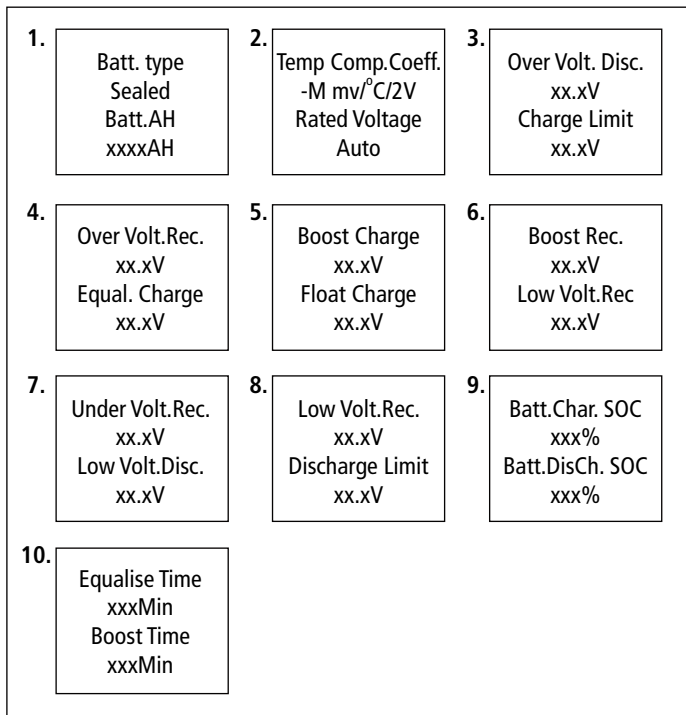 1.
Batt. type
Sealed
Batt.AH
xxxxAH
2.
Temp Comp.Coeff.
-M mv/°C/2V
Rated Voltage
Auto
3.
Over Volt. Disc.
xx.xV
Charge Limit
xx.xV
4.
Over Volt.Rec.
xx.xV
Equal. Charge
xx.xV
5.
Boost Charge
xx.xV
Float Charge
xx.xV
6.
Boost Rec.
xx.xV
Low Volt.Rec
xx.xV
7.
Under Volt.Rec.
xx.xV
Low Volt.Disc.
xx.xV
8.
Low Volt.Rec.
xx.xV
Discharge Limit
xx.xV
9.
Batt.Char. SOC
xxx%
Batt.DisCh. SOC
xxx%
10.
Equalise Time
xxxMin
Boost Time
xxxMin